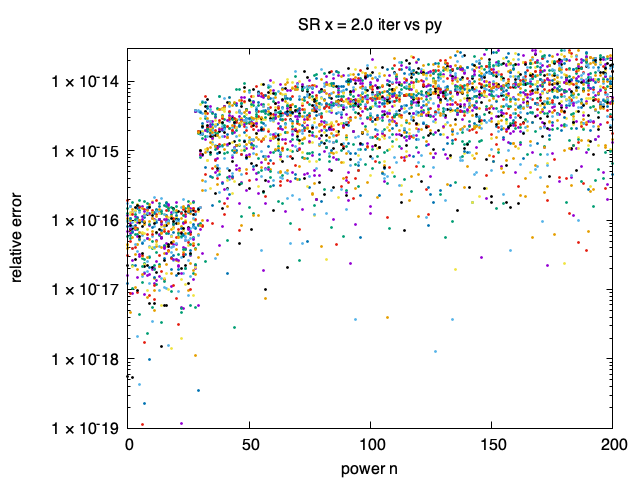 SR x = 2.0 iter vs py
1 × 10⁻¹⁴
1 × 10⁻¹⁵
1 × 10⁻¹⁶
1 × 10⁻¹⁷
1 × 10⁻¹⁸
1 × 10⁻¹⁹
relative error
0 50 100 150 200
power n